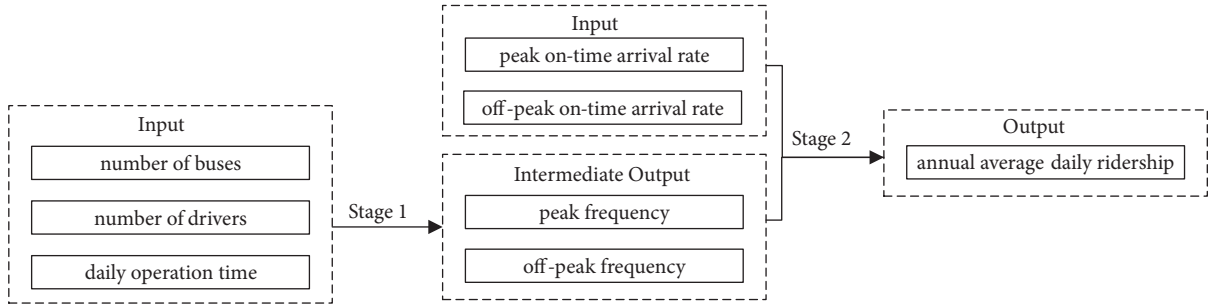 Input
number of buses
number of drivers
daily operation time
Stage 1
Input
peak on-time arrival rate
off-peak on-time arrival rate
Intermediate Output
peak frequency
off-peak frequency
Stage 2
Output
annual average daily ridership